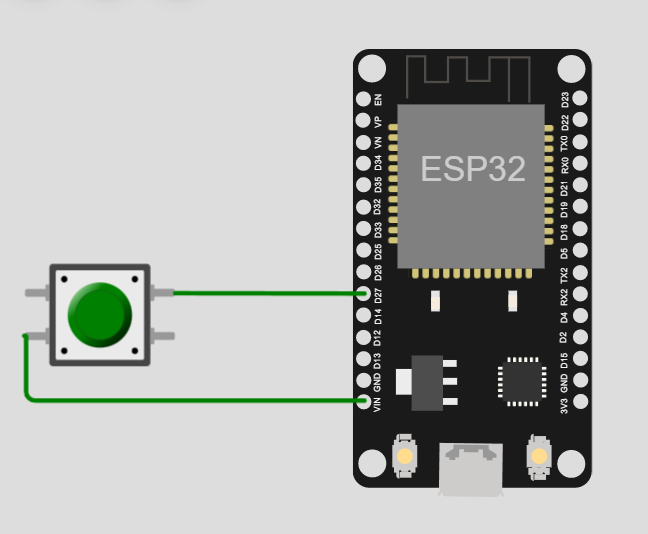 ESP32
EN
VP
VN
D34
D35
D32
D33
D25
D26
D27
D14
D12
D13
GND
VIN
D23
D22
TX0
RX0
D21
D19
D18
D5
TX2
RX2
D4
D2
D15
GND
3V3